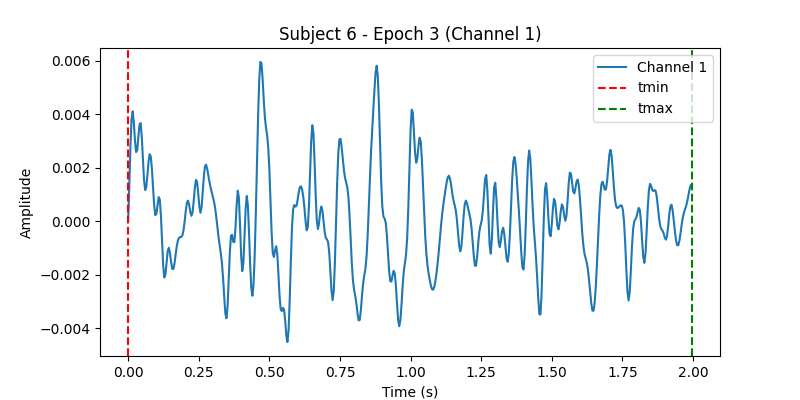 Subject 6 - Epoch 3 (Channel 1)
Channel 1
tmin
tmax
Amplitude
0.006
0.004
0.002
0.000
−0.002
−0.004
0.00 0.25 0.50 0.75 1.00 1.25 1.50 1.75 2.00
Time (s)